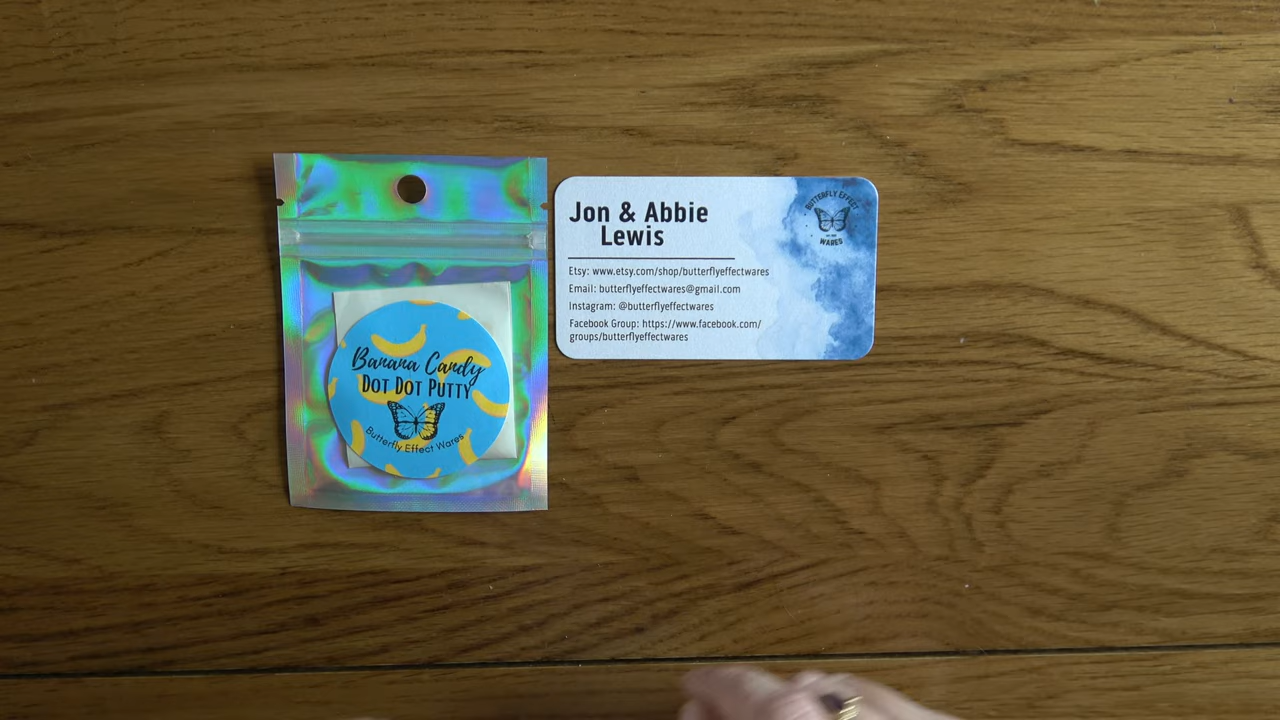 Banana Candy
DOT DOT PUTTY
Butterfly Effect Wares
Jon & Abbie
Lewis
Etsy: www.etsy.com/shop/butterflyeffectwares
Email: butterflyeffectwares@gmail.com
Instagram: @butterflyeffectwares
Facebook Group: https://www.facebook.com/
groups/butterflyeffectwares
BUTTERFLY EFFECT
WARES